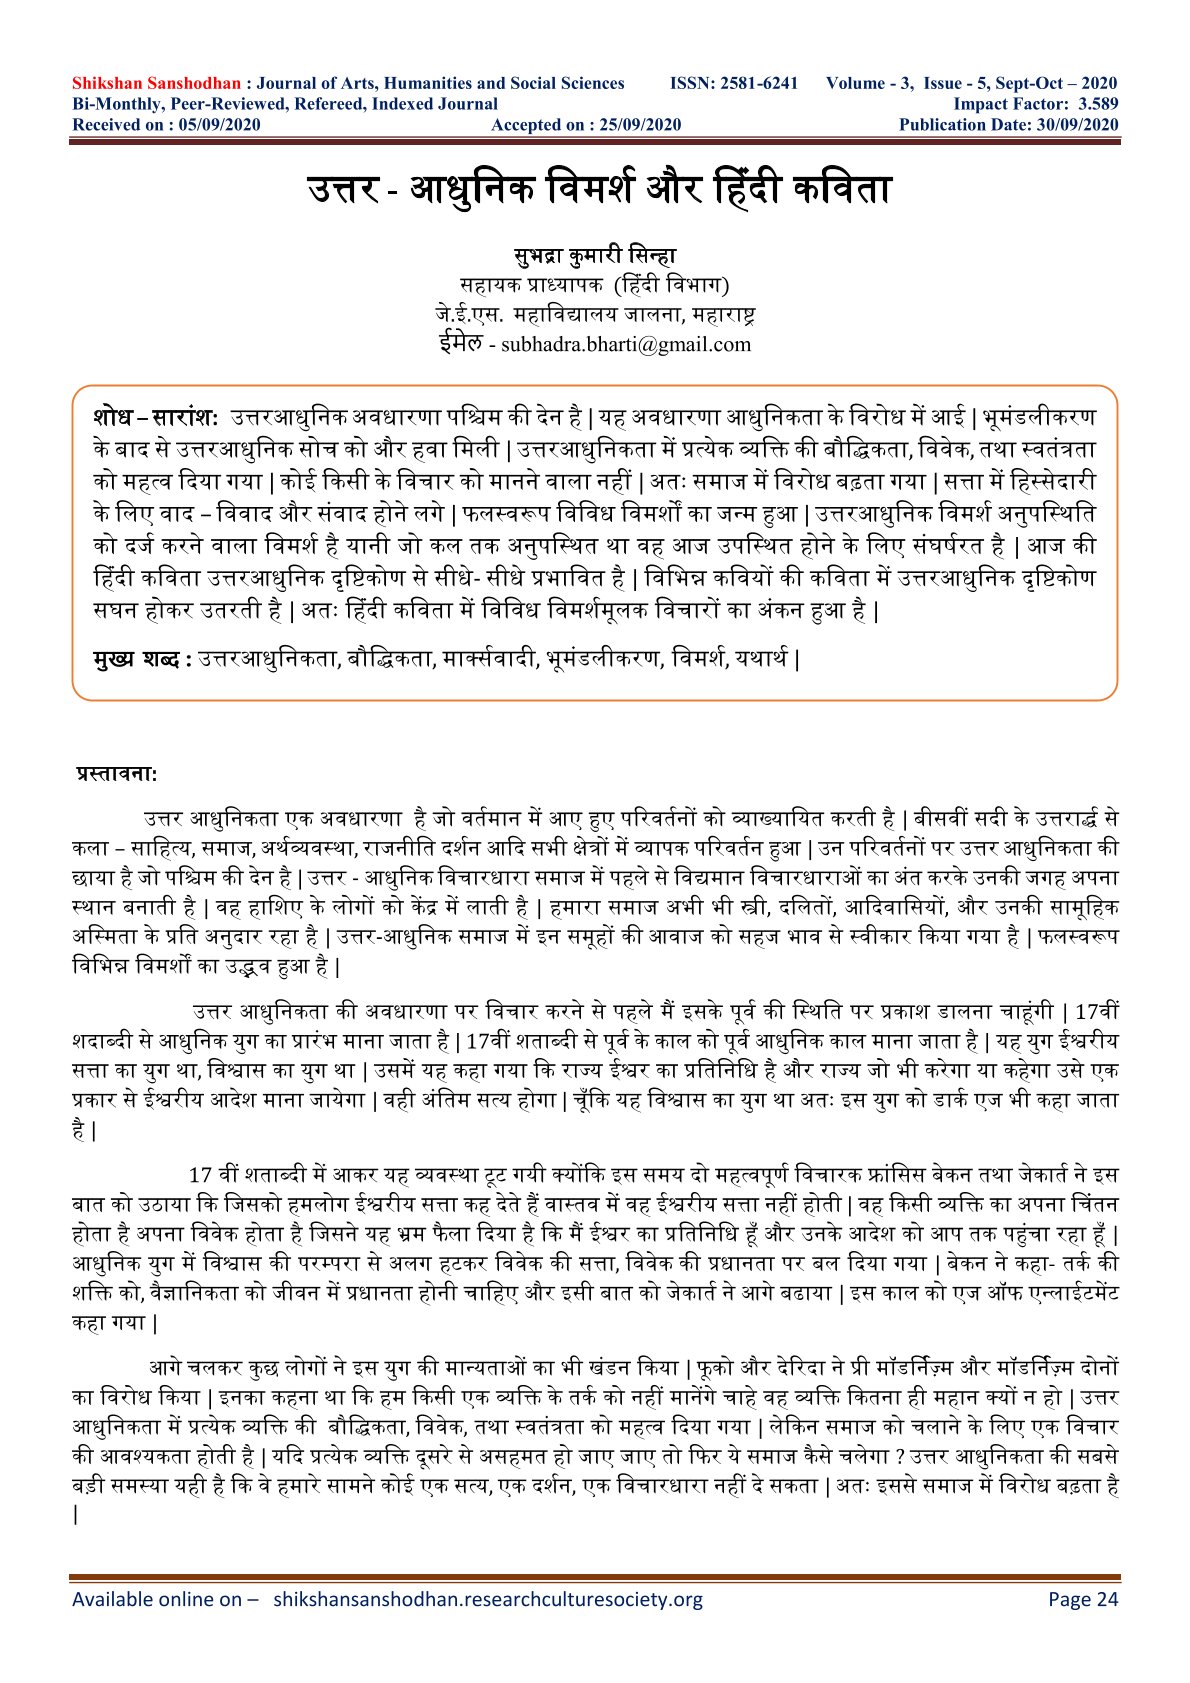 Shikshan Sanshodhan : Journal of Arts, Humanities and Social Sciences ISSN: 2581-6241 Volume - 3, Issue - 5, Sept-Oct – 2020
Bi-Monthly, Peer-Reviewed, Refereed, Indexed Journal Impact Factor: 3.589
Received on : 05/09/2020 Accepted on : 25/09/2020 Publication Date: 30/09/2020
उत्तर - आधुनिक विमर्श और हिंदी कविता
सुभद्रा कुमारी सिन्हा
सहायक प्राध्यापक (हिंदी विभाग)
जे.ई.एस. महाविद्यालय जालना, महाराष्ट्र
ईमेल - subhadra.bharti@gmail.com
शोध – सारांश: उत्तरआधुनिक अवधारणा पश्चिम की देन है | यह अवधारणा आधुनिकता के विरोध में आई | भूमंडलीकरण
के बाद से उत्तरआधुनिक सोच को और हवा मिली | उत्तरआधुनिकता में प्रत्येक व्यक्ति की बौद्धिकता, विवेक, तथा स्वतंत्रता
को महत्व दिया गया | कोई किसी के विचार को मानने वाला नहीं | अतः समाज में विरोध बढ़ता गया | सत्ता में हिस्सेदारी
के लिए वाद – विवाद और संवाद होने लगे | फलस्वरूप विविध विमर्शों का जन्म हुआ | उत्तरआधुनिक विमर्श अनुपस्थिति
को दर्ज करने वाला विमर्श है यानी जो कल तक अनुपस्थित था वह आज उपस्थित होने के लिए संघर्षरत है | आज की
हिंदी कविता उत्तरआधुनिक दृष्टिकोण से सीधे- सीधे प्रभावित है | विभिन्न कवियों की कविता में उत्तरआधुनिक दृष्टिकोण
सघन होकर उतरती है | अतः हिंदी कविता में विविध विमर्शमूलक विचारों का अंकन हुआ है |
मुख्य शब्द : उत्तरआधुनिकता, बौद्धिकता, मार्क्सवादी, भूमंडलीकरण, विमर्श, यथार्थ |
प्रस्तावना:
उत्तर आधुनिकता एक अवधारणा है जो वर्तमान में आए हुए परिवर्तनों को व्याख्यायित करती है | बीसवीं सदी के उत्तरार्द्ध से
कला – साहित्य, समाज, अर्थव्यवस्था, राजनीति दर्शन आदि सभी क्षेत्रों में व्यापक परिवर्तन हुआ | उन परिवर्तनों पर उत्तर आधुनिकता की
छाया है जो पश्चिम की देन है | उत्तर - आधुनिक विचारधारा समाज में पहले से विद्यमान विचारधाराओं का अंत करके उनकी जगह अपना
स्थान बनाती है | वह हाशिए के लोगों को केंद्र में लाती है | हमारा समाज अभी भी स्त्री, दलितों, आदिवासियों, और उनकी सामूहिक
अस्मिता के प्रति अनुदार रहा है | उत्तर-आधुनिक समाज में इन समूहों की आवाज को सहज भाव से स्वीकार किया गया है | फलस्वरूप
विभिन्न विमर्शों का उद्भव हुआ है |
उत्तर आधुनिकता की अवधारणा पर विचार करने से पहले मैं इसके पूर्व की स्थिति पर प्रकाश डालना चाहूंगी | 17वीं
शदाब्दी से आधुनिक युग का प्रारंभ माना जाता है | 17वीं शताब्दी से पूर्व के काल को पूर्व आधुनिक काल माना जाता है | यह युग ईश्वरीय
सत्ता का युग था, विश्वास का युग था | उसमें यह कहा गया कि राज्य ईश्वर का प्रतिनिधि है और राज्य जो भी करेगा या कहेगा उसे एक
प्रकार से ईश्वरीय आदेश माना जायेगा | वही अंतिम सत्य होगा | चूँकि यह विश्वास का युग था अतः इस युग को डार्क एज भी कहा जाता
है |
17 वीं शताब्दी में आकर यह व्यवस्था टूट गयी क्योंकि इस समय दो महत्वपूर्ण विचारक फ्रांसिस बेकन तथा जेकार्त ने इस
बात को उठाया कि जिसको हमलोग ईश्वरीय सत्ता कह देते हैं वास्तव में वह ईश्वरीय सत्ता नहीं होती | वह किसी व्यक्ति का अपना चिंतन
होता है अपना विवेक होता है जिसने यह भ्रम फैला दिया है कि मैं ईश्वर का प्रतिनिधि हूँ और उनके आदेश को आप तक पहुंचा रहा हूँ |
आधुनिक युग में विश्वास की परम्परा से अलग हटकर विवेक की सत्ता, विवेक की प्रधानता पर बल दिया गया | बेकन ने कहा- तर्क की
शक्ति को, वैज्ञानिकता को जीवन में प्रधानता होनी चाहिए और इसी बात को जेकार्त ने आगे बढाया | इस काल को एज ऑफ एन्लाईटमेंट
कहा गया |
आगे चलकर कुछ लोगों ने इस युग की मान्यताओं का भी खंडन किया | फूको और देरिदा ने प्री मॉडर्निज़्म और मॉडर्निज़्म दोनों
का विरोध किया | इनका कहना था कि हम किसी एक व्यक्ति के तर्क को नहीं मानेंगे चाहे वह व्यक्ति कितना ही महान क्यों न हो | उत्तर
आधुनिकता में प्रत्येक व्यक्ति की बौद्धिकता, विवेक, तथा स्वतंत्रता को महत्व दिया गया | लेकिन समाज को चलाने के लिए एक विचार
की आवश्यकता होती है | यदि प्रत्येक व्यक्ति दूसरे से असहमत हो जाए जाए तो फिर ये समाज कैसे चलेगा ? उत्तर आधुनिकता की सबसे
बड़ी समस्या यही है कि वे हमारे सामने कोई एक सत्य, एक दर्शन, एक विचारधारा नहीं दे सकता | अतः इससे समाज में विरोध बढ़ता है
|
Available online on – shikshansanshodhan.researchculturesociety.org Page 24